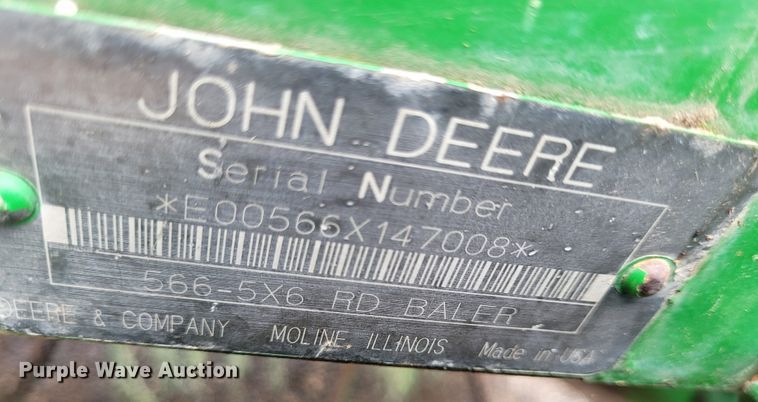 JOHN DEERE
Serial Number
*E00566X147008*
566-5X6 RD BALER
DEERE & COMPANY MOLINE, ILLINOIS Made in USA
Purple Wave Auction